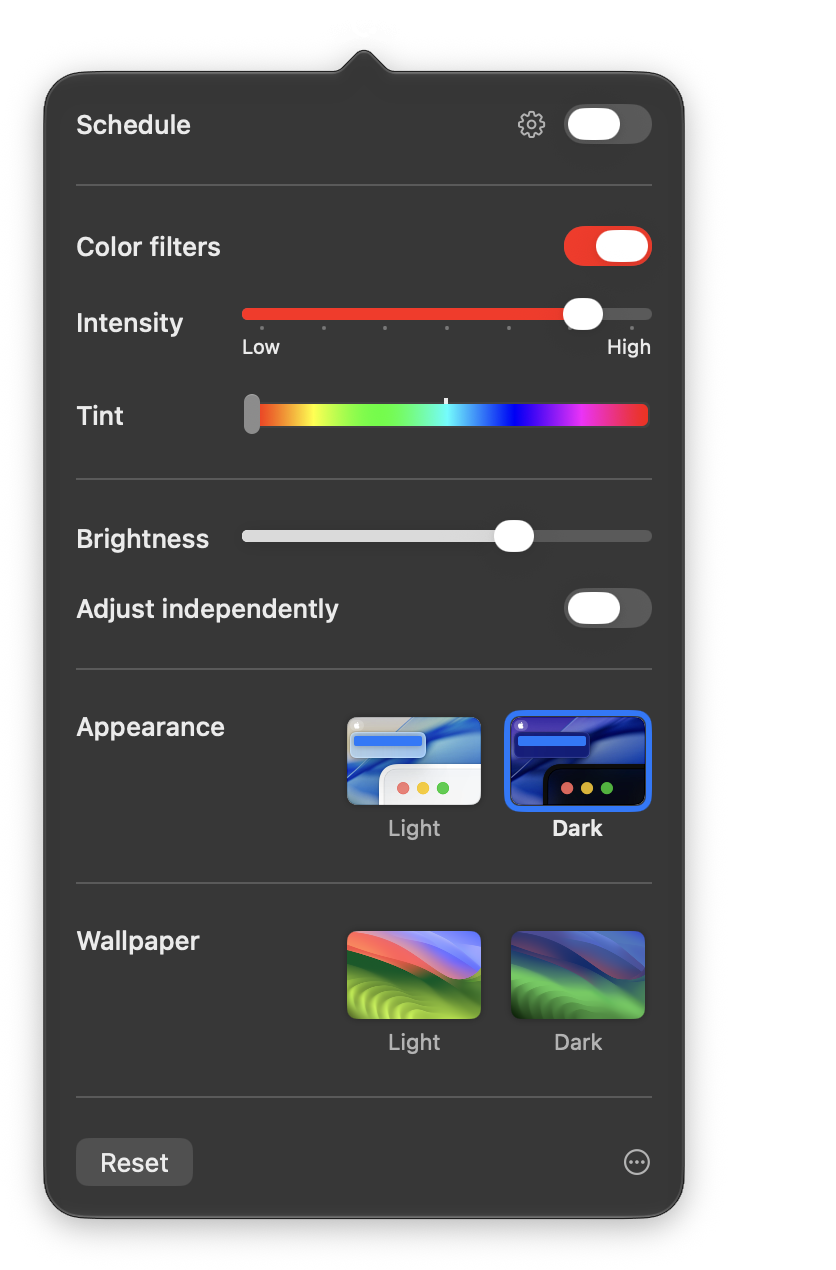 Schedule
Color filters
Intensity
Low
High
Tint
Brightness
Adjust independently
Appearance
Light
Dark
Wallpaper
Light
Dark
Reset